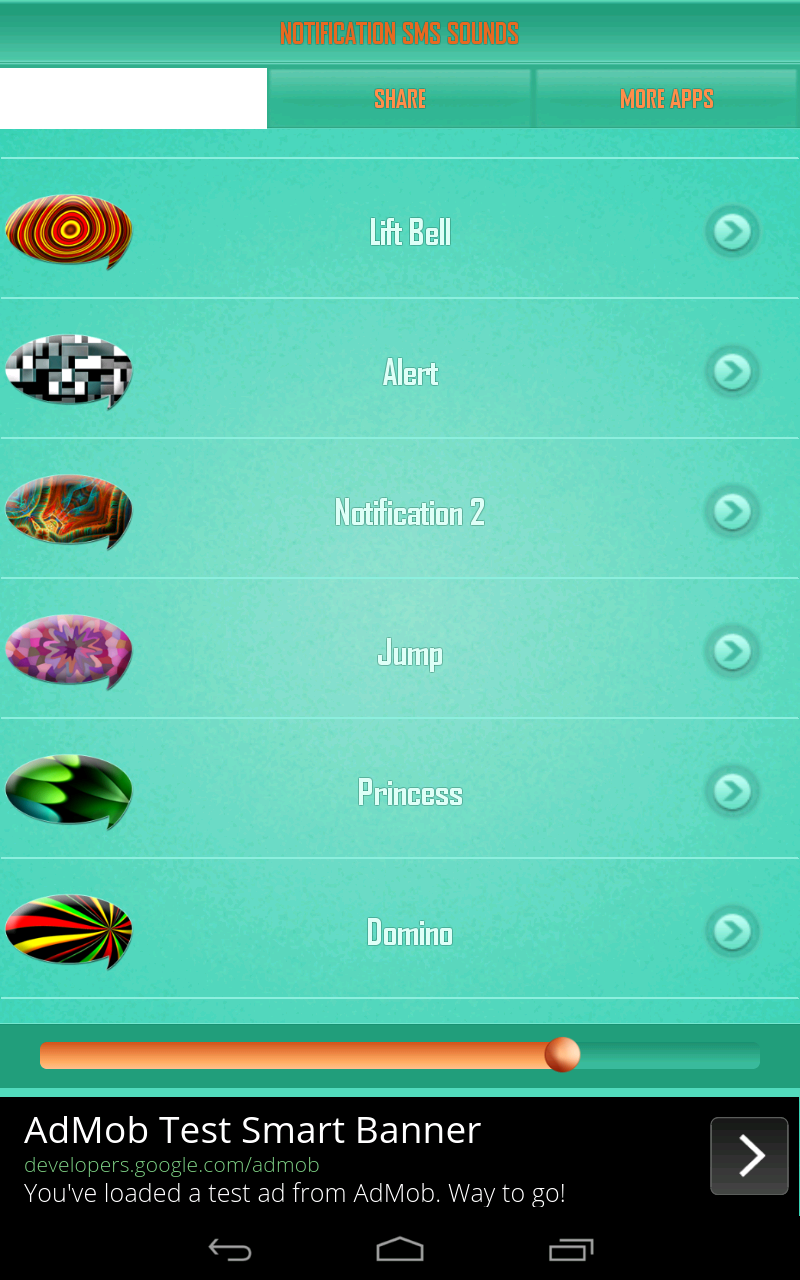 NOTIFICATION SMS SOUNDS
SHARE
MORE APPS
Lift Bell
Alert
Notification 2
Jump
Princess
Domino
AdMob Test Smart Banner
developers.google.com/admob
You've loaded a test ad from AdMob. Way to go!